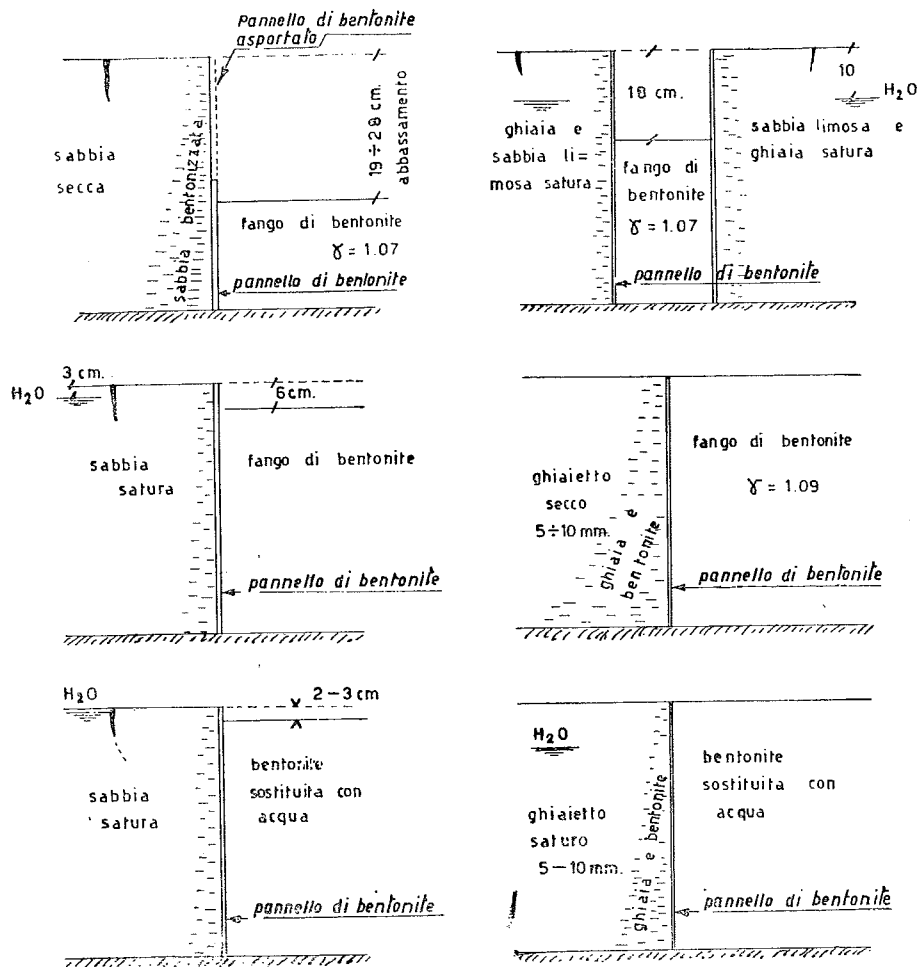 Pannello di bentonite
asportato
sabbia
secca
sabbia bentonizzata
19÷28 cm.
abbassamento
fango di bentonite
γ = 1.07
pannello di bentonite
10
H₂O
18 cm.
ghiaia e
sabbia li=
mosa satura
fango di
bentonite
γ = 1.07
sabbia limosa e
ghiaia satura
pannello di bentonite
3 cm.
H₂O
6 cm.
sabbia
satura
fango di bentonite
pannello di bentonite
ghiaietto
secco
5÷10 mm.
ghiaia e
bentonite
fango di bentonite
γ = 1.09
pannello di bentonite
H₂O
2-3 cm
sabbia
satura
bentonite
sostituita con
acqua
pannello di bentonite
H₂O
ghiaietto
saturo
5-10 mm.
ghiaia e bentonite
bentonite
sostituita con
acqua
pannello di bentonite